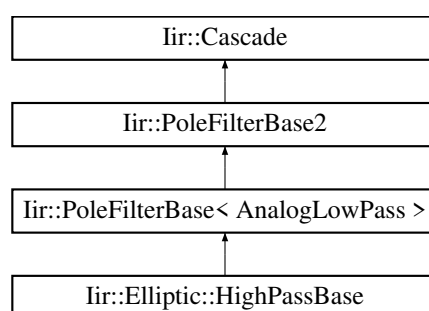 Iir::Cascade
Iir::PoleFilterBase2
Iir::PoleFilterBase< AnalogLowPass >
Iir::Elliptic::HighPassBase